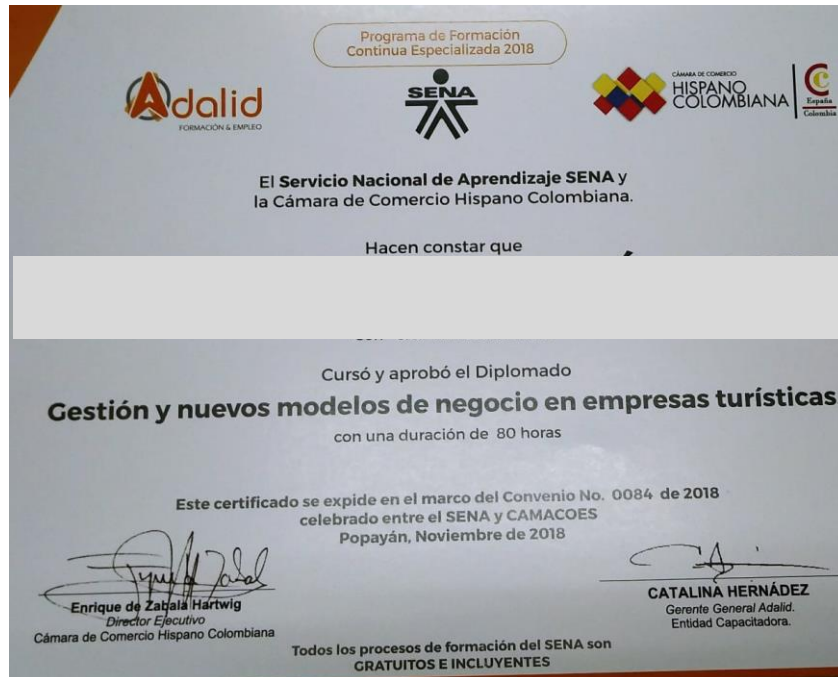 Programa de Formación
Continua Especializada 2018
Adalid
FORMACIÓN & EMPLEO
SENA
CÁMARA DE COMERCIO
HISPANO
COLOMBIANA
C
España
Colombia
El Servicio Nacional de Aprendizaje SENA y
la Cámara de Comercio Hispano Colombiana.
Hacen constar que
Cursó y aprobó el Diplomado
Gestión y nuevos modelos de negocio en empresas turísticas
con una duración de 80 horas
Este certificado se expide en el marco del Convenio No. 0084 de 2018
celebrado entre el SENA y CAMACOES
Popayán, Noviembre de 2018
Enrique de Zabala Hartwig
Director Ejecutivo
Cámara de Comercio Hispano Colombiana
CATALINA HERNÁDEZ
Gerente General Adalid.
Entidad Capacitadora.
Todos los procesos de formación del SENA son
GRATUITOS E INCLUYENTES